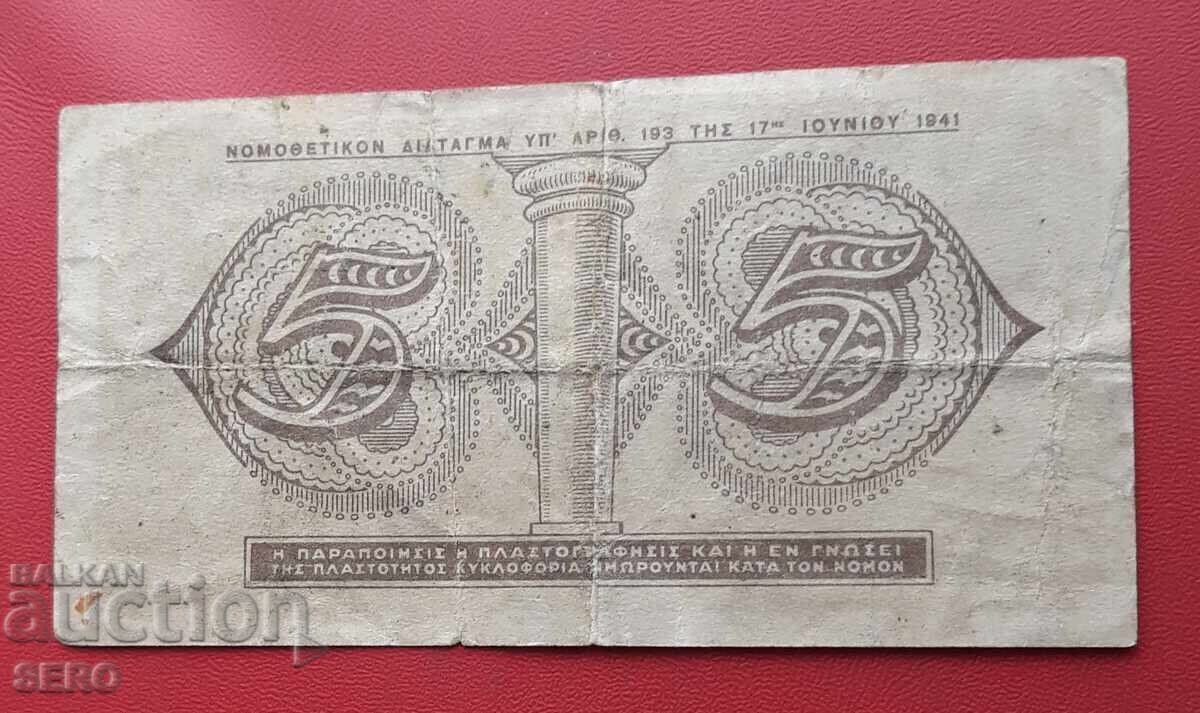 ΝΟΜΟΘΕΤΙΚΟΝ ΔΙΑΤΑΓΜΑ ΥΠ' ΑΡΙΘ. 193 ΤΗΣ 17ΗΣ ΙΟΥΝΙΟΥ 1941
5 5
Η ΠΑΡΑΠΟΙΗΣΙΣ Η ΠΛΑΣΤΟΓΡΑΦΗΣΙΣ ΚΑΙ Η ΕΝ ΓΝΩΣΕΙ
ΤΗΣ ΠΛΑΣΤΟΤΗΤΟΣ ΚΥΚΛΟΦΟΡΙΑ ΤΙΜΩΡΟΥΝΤΑΙ ΚΑΤΑ ΤΟΝ ΝΟΜΟΝ
BALKAN
auction
SERO